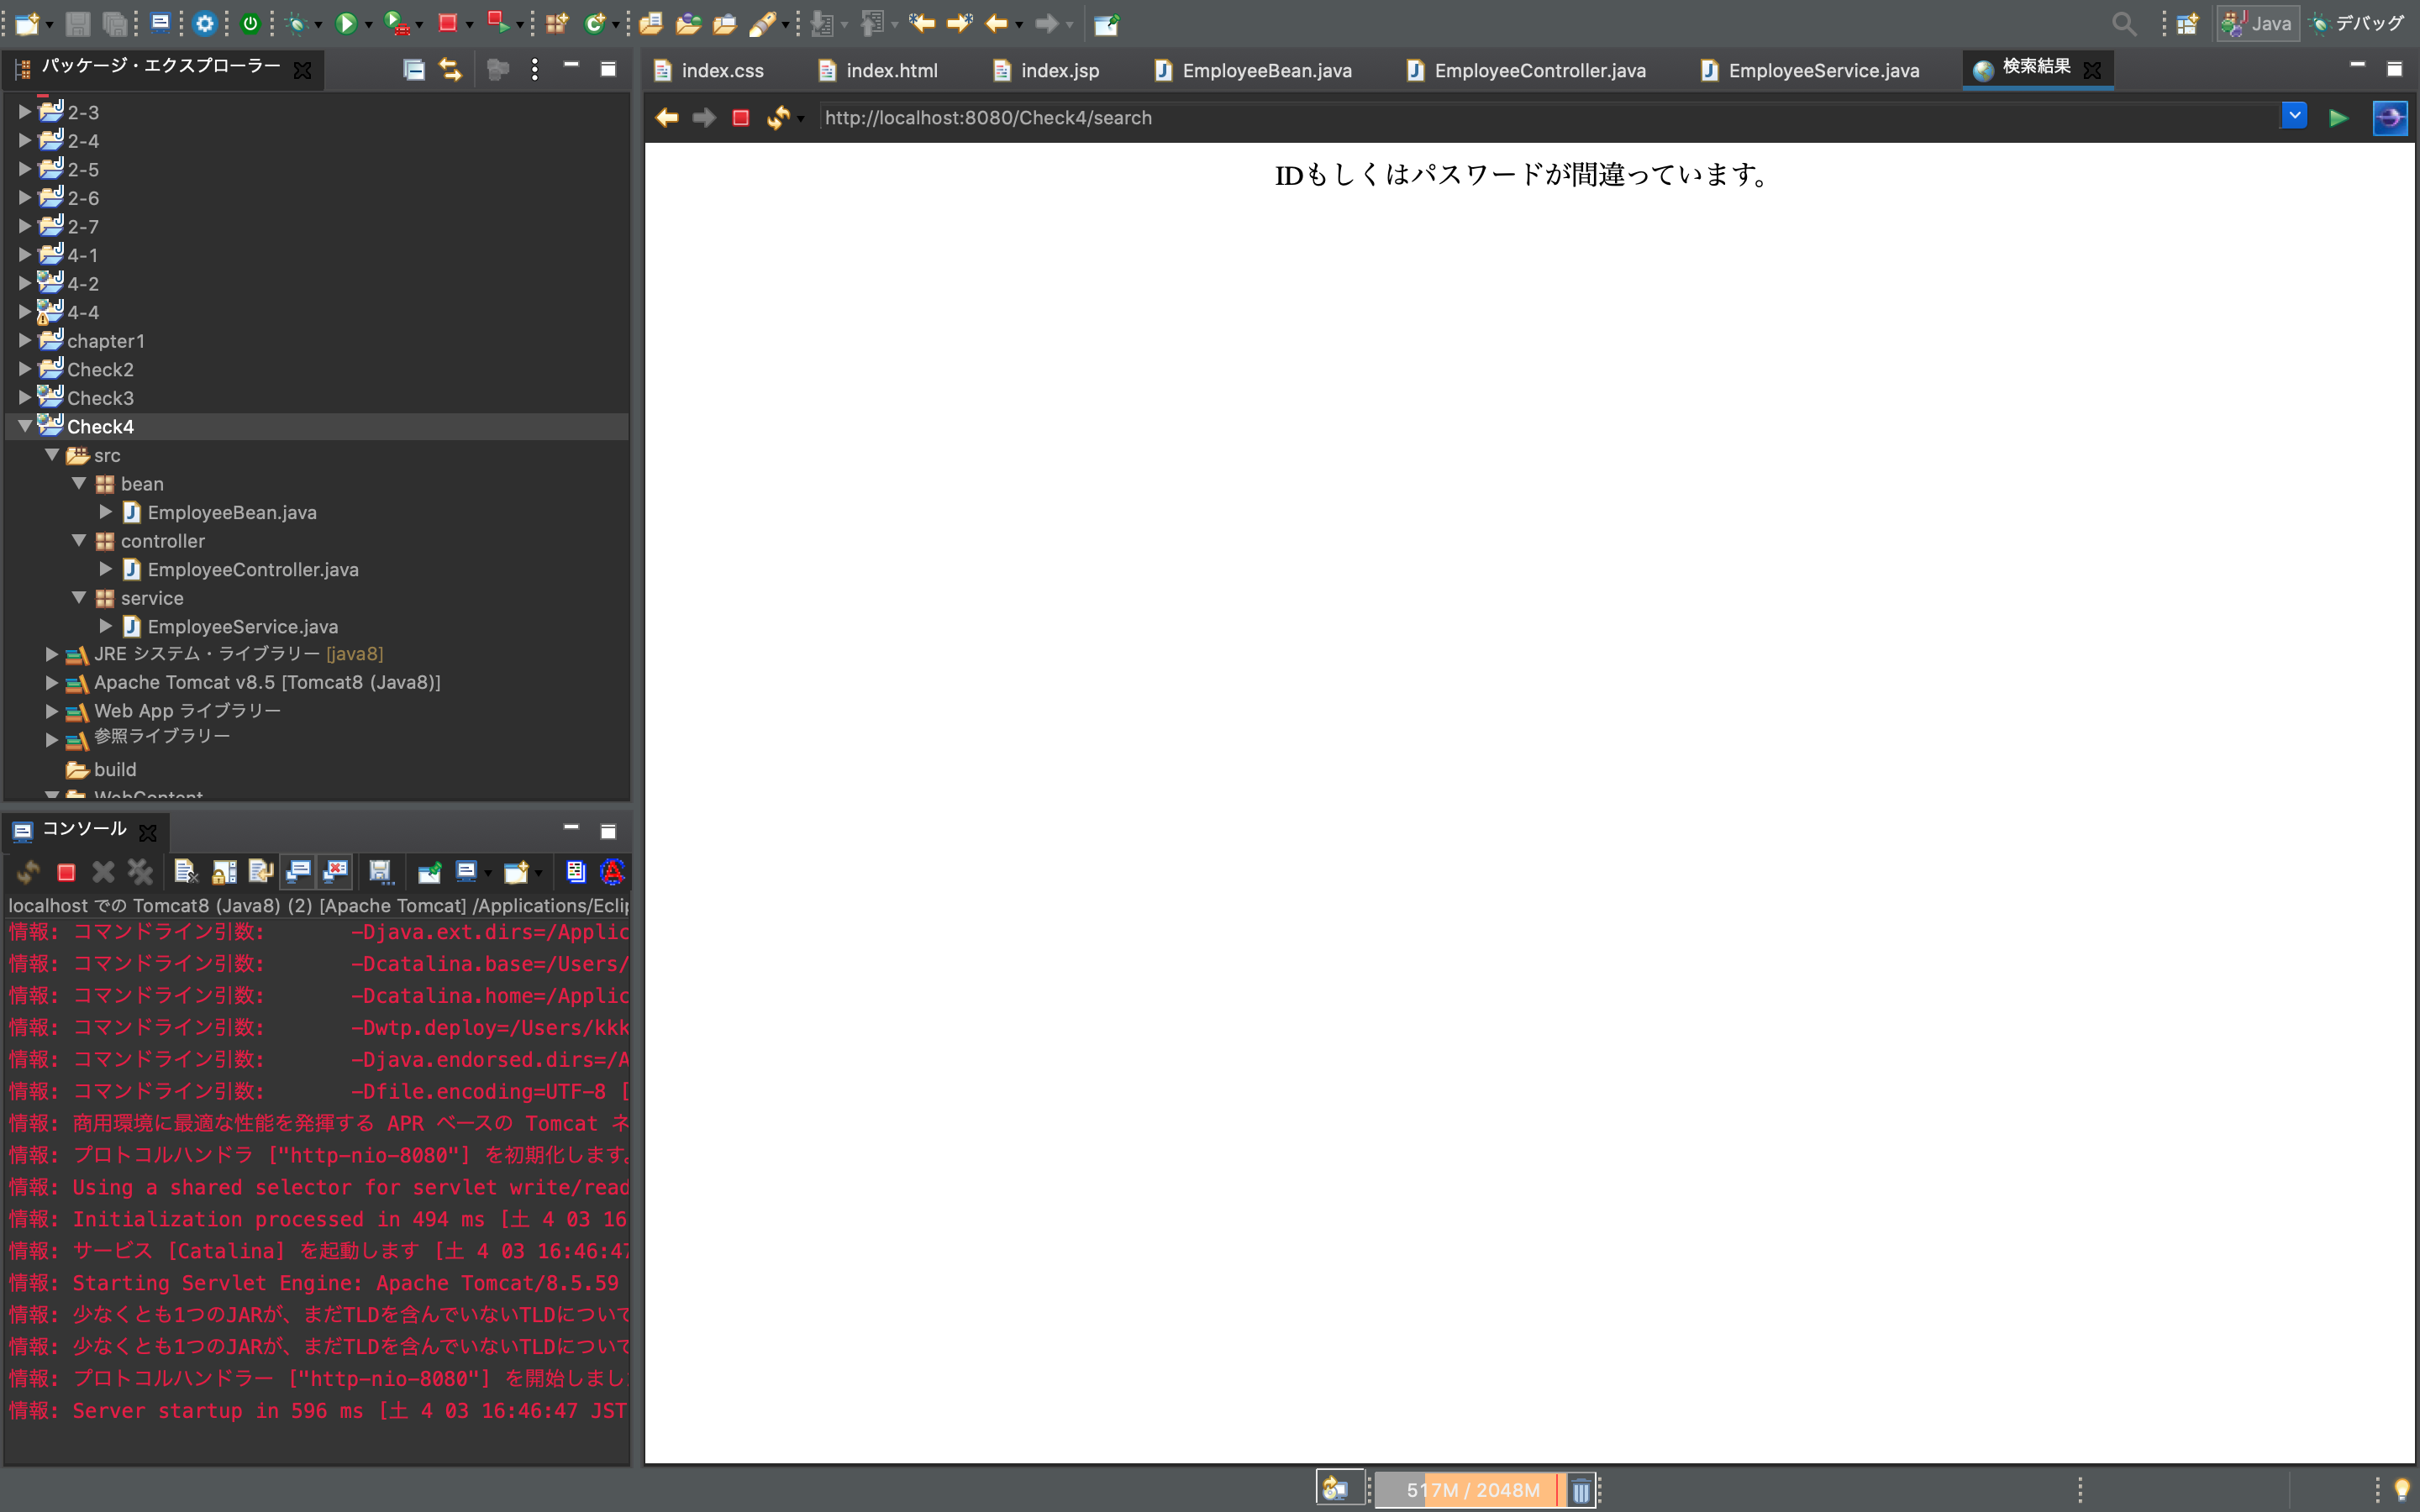 Java
デバッグ
パッケージ・エクスプローラー
index.css
index.html
index.jsp
EmployeeBean.java
EmployeeController.java
EmployeeService.java
検索結果
http://localhost:8080/Check4/search
IDもしくはパスワードが間違っています。
2-3
2-4
2-5
2-6
2-7
4-1
4-2
4-4
chapter1
Check2
Check3
Check4
src
bean
EmployeeBean.java
controller
EmployeeController.java
service
EmployeeService.java
JRE システム・ライブラリー [java8]
Apache Tomcat v8.5 [Tomcat8 (Java8)]
Web App ライブラリー
参照ライブラリー
build
WebContent
コンソール
localhost での Tomcat8 (Java8) (2) [Apache Tomcat] /Applications/Eclip
情報: コマンドライン引数: -Djava.ext.dirs=/Applic
情報: コマンドライン引数: -Dcatalina.base=/Users/
情報: コマンドライン引数: -Dcatalina.home=/Applic
情報: コマンドライン引数: -Dwtp.deploy=/Users/kkk
情報: コマンドライン引数: -Djava.endorsed.dirs=/A
情報: コマンドライン引数: -Dfile.encoding=UTF-8 [
情報: 商用環境に最適な性能を発揮する APR ベースの Tomcat ネ
情報: プロトコルハンドラ ["http-nio-8080"] を初期化します。
情報: Using a shared selector for servlet write/read
情報: Initialization processed in 494 ms [土 4 03 16
情報: サービス [Catalina] を起動します [土 4 03 16:46:47
情報: Starting Servlet Engine: Apache Tomcat/8.5.59
情報: 少なくとも1つのJARが、まだTLDを含んでいないTLDについて
情報: 少なくとも1つのJARが、まだTLDを含んでいないTLDについて
情報: プロトコルハンドラー ["http-nio-8080"] を開始しまし
情報: Server startup in 596 ms [土 4 03 16:46:47 JST
517M / 2048M